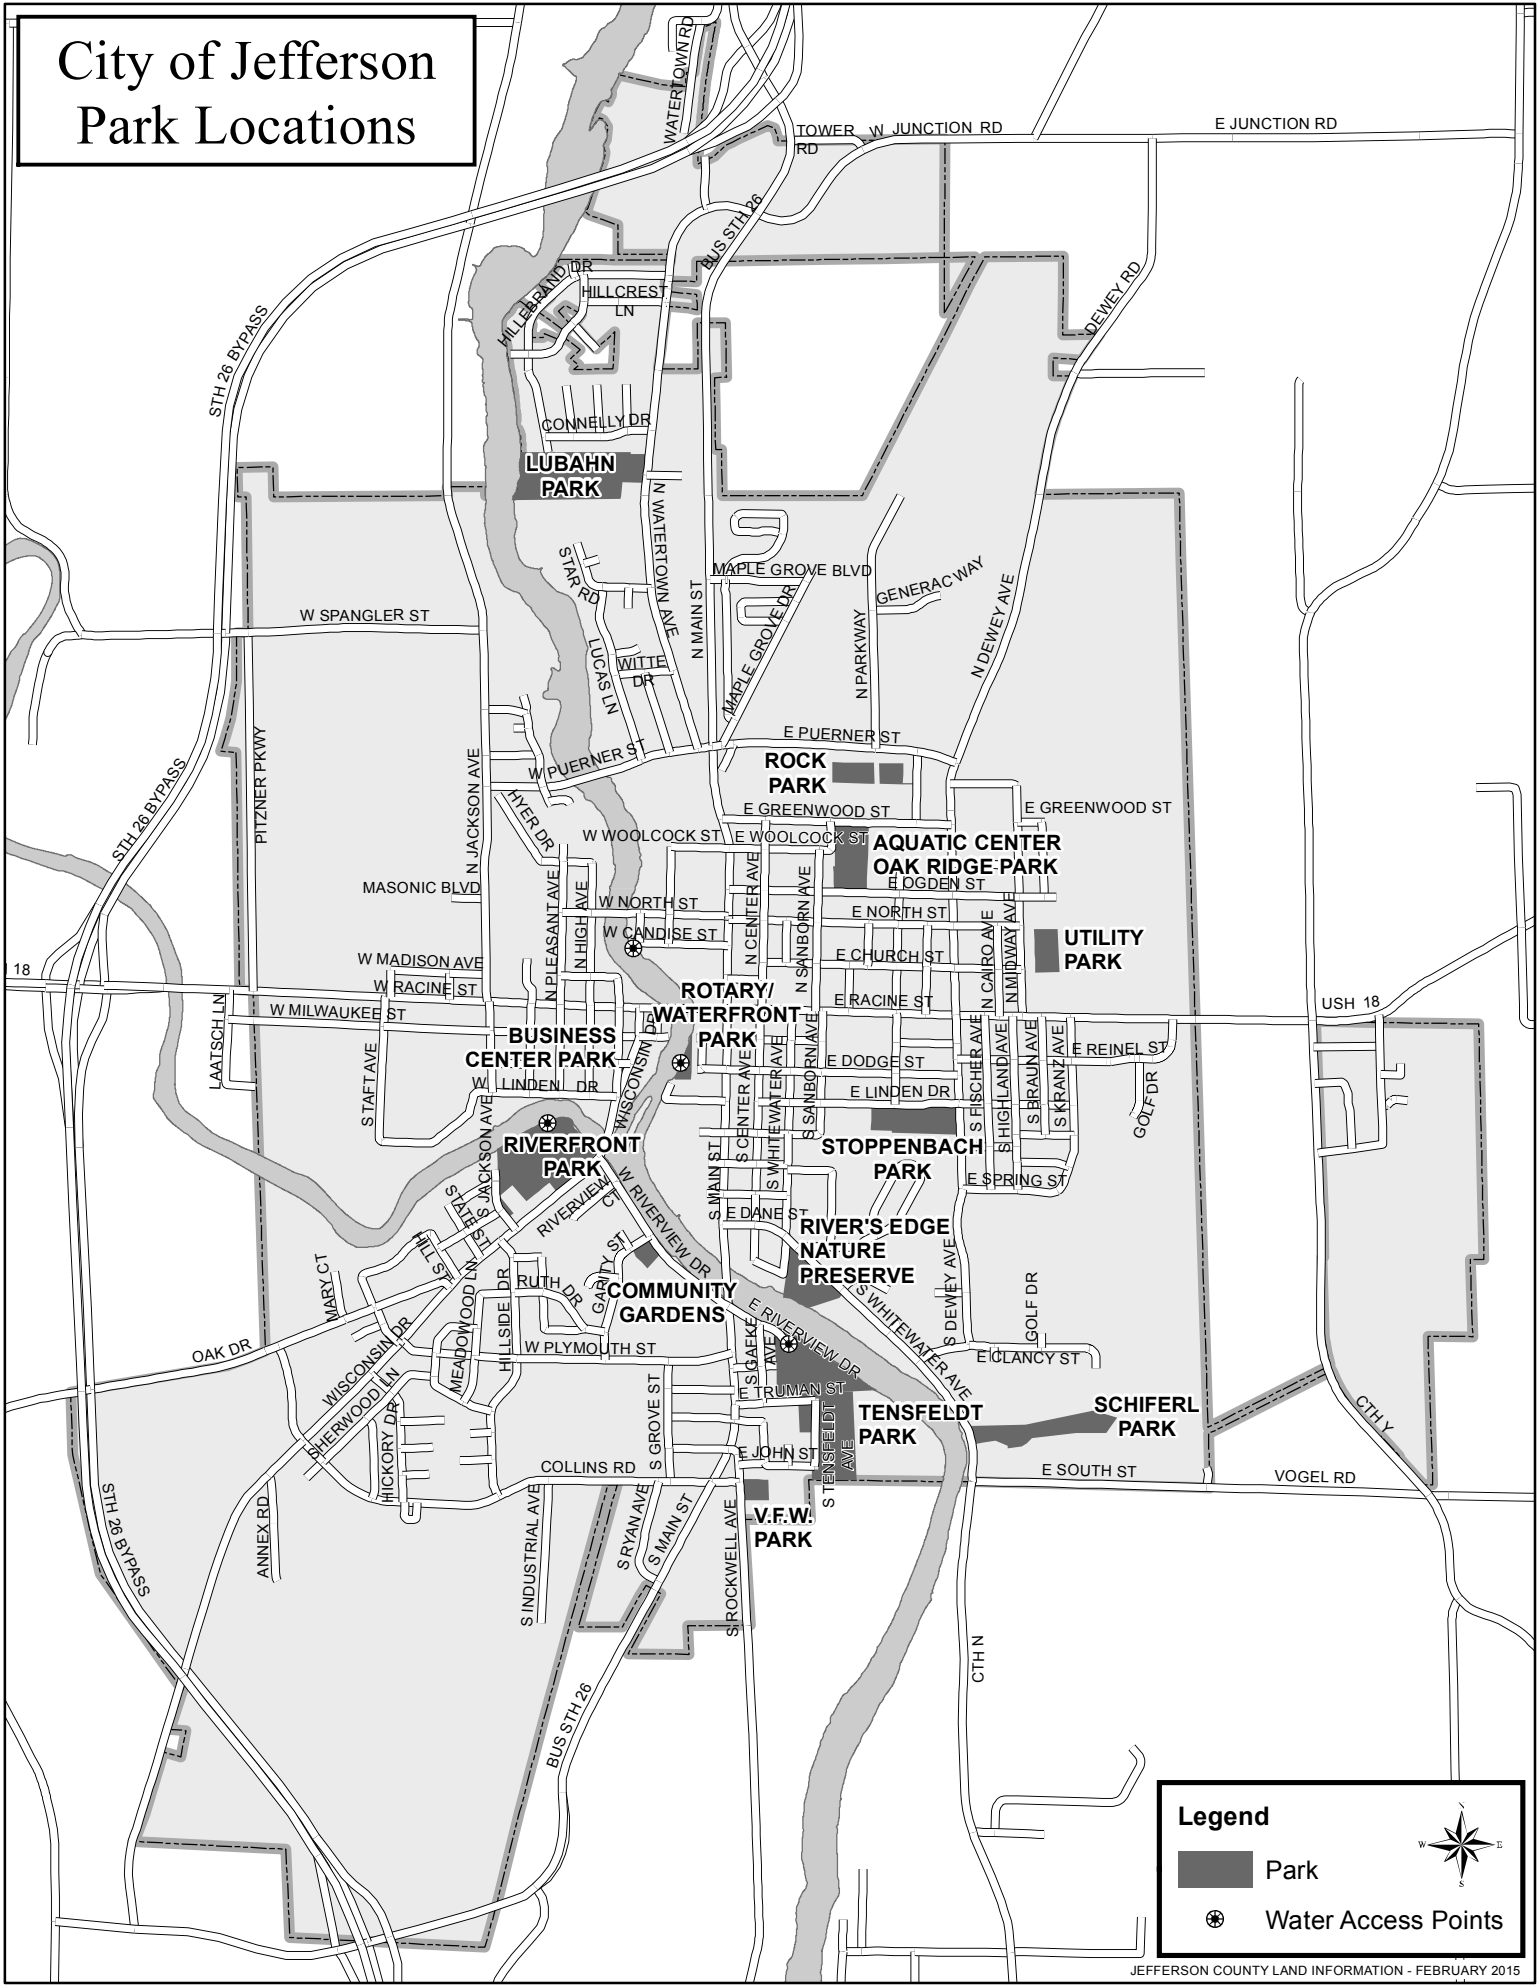 City of Jefferson
Park Locations
WATERTOWN RD
TOWER
RD
W JUNCTION RD
E JUNCTION RD
BUS STH 26
HILLEBRAND DR
HILLCREST
LN
DEWEY RD
STH 26 BYPASS
CONNELLY DR
LUBAHN
PARK
N WATERTOWN AVE
STAR RD
MAPLE GROVE BLVD
GENERAC WAY
W SPANGLER ST
N MAIN ST
MAPLE GROVE DR
N PARKWAY
N DEWEY AVE
LUCAS LN
WITTE
DR
PITZNER PKWY
STH 26 BYPASS
N JACKSON AVE
W PUERNER ST
E PUERNER ST
ROCK
PARK
HYER DR
E GREENWOOD ST
E GREENWOOD ST
W WOOLCOCK ST
E WOOLCOCK ST
AQUATIC CENTER
OAK RIDGE PARK
MASONIC BLVD
N PLEASANT AVE
N HIGH AVE
N CENTER AVE
N SANBORN AVE
E OGDEN ST
W NORTH ST
E NORTH ST
W CANDISE ST
N CAIRO AVE
N MIDWAY AVE
UTILITY
PARK
E CHURCH ST
18
W MADISON AVE
W RACINE ST
E RACINE ST
ROTARY/
WATERFRONT
PARK
USH 18
LAATSCH LN
W MILWAUKEE ST
STAFT AVE
BUSINESS
CENTER PARK
WISCONSIN DR
W LINDEN DR
S CENTER AVE
S WHITEWATER AVE
S SANBORN AVE
E DODGE ST
E LINDEN DR
S FISCHER AVE
S HIGHLAND AVE
S BRAUN AVE
S KRANZ AVE
E REINEL ST
GOLF DR
S JACKSON AVE
RIVERFRONT
PARK
STOPPENBACH
PARK
S MAIN ST
E SPRING ST
W RIVERVIEW DR
RIVERVIEW
CT
STATE ST
HILL ST
E DANE ST
RIVER'S EDGE
NATURE
PRESERVE
MARY CT
MEADOWOOD LN
HILLSIDE DR
RUTH DR
GARITY ST
COMMUNITY
GARDENS
E RIVERVIEW DR
S WHITEWATER AVE
S DEWEY AVE
GOLF DR
OAK DR
WISCONSIN DR
W PLYMOUTH ST
S GAFKE
AVE
E CLANCY ST
SHERWOOD LN
HICKORY DR
S GROVE ST
E TRUMAN ST
TENSFELDT
PARK
SCHIFERL
PARK
CTH Y
S TENSFELDT
AVE
E JOHN ST
COLLINS RD
E SOUTH ST
VOGEL RD
STH 26 BYPASS
ANNEX RD
S INDUSTRIAL AVE
S RYAN AVE
S MAIN ST
S ROCKWELL AVE
V.F.W.
PARK
CTH N
BUS STH 26
Legend
N
W
E
S
Park
Water Access Points
JEFFERSON COUNTY LAND INFORMATION - FEBRUARY 2015